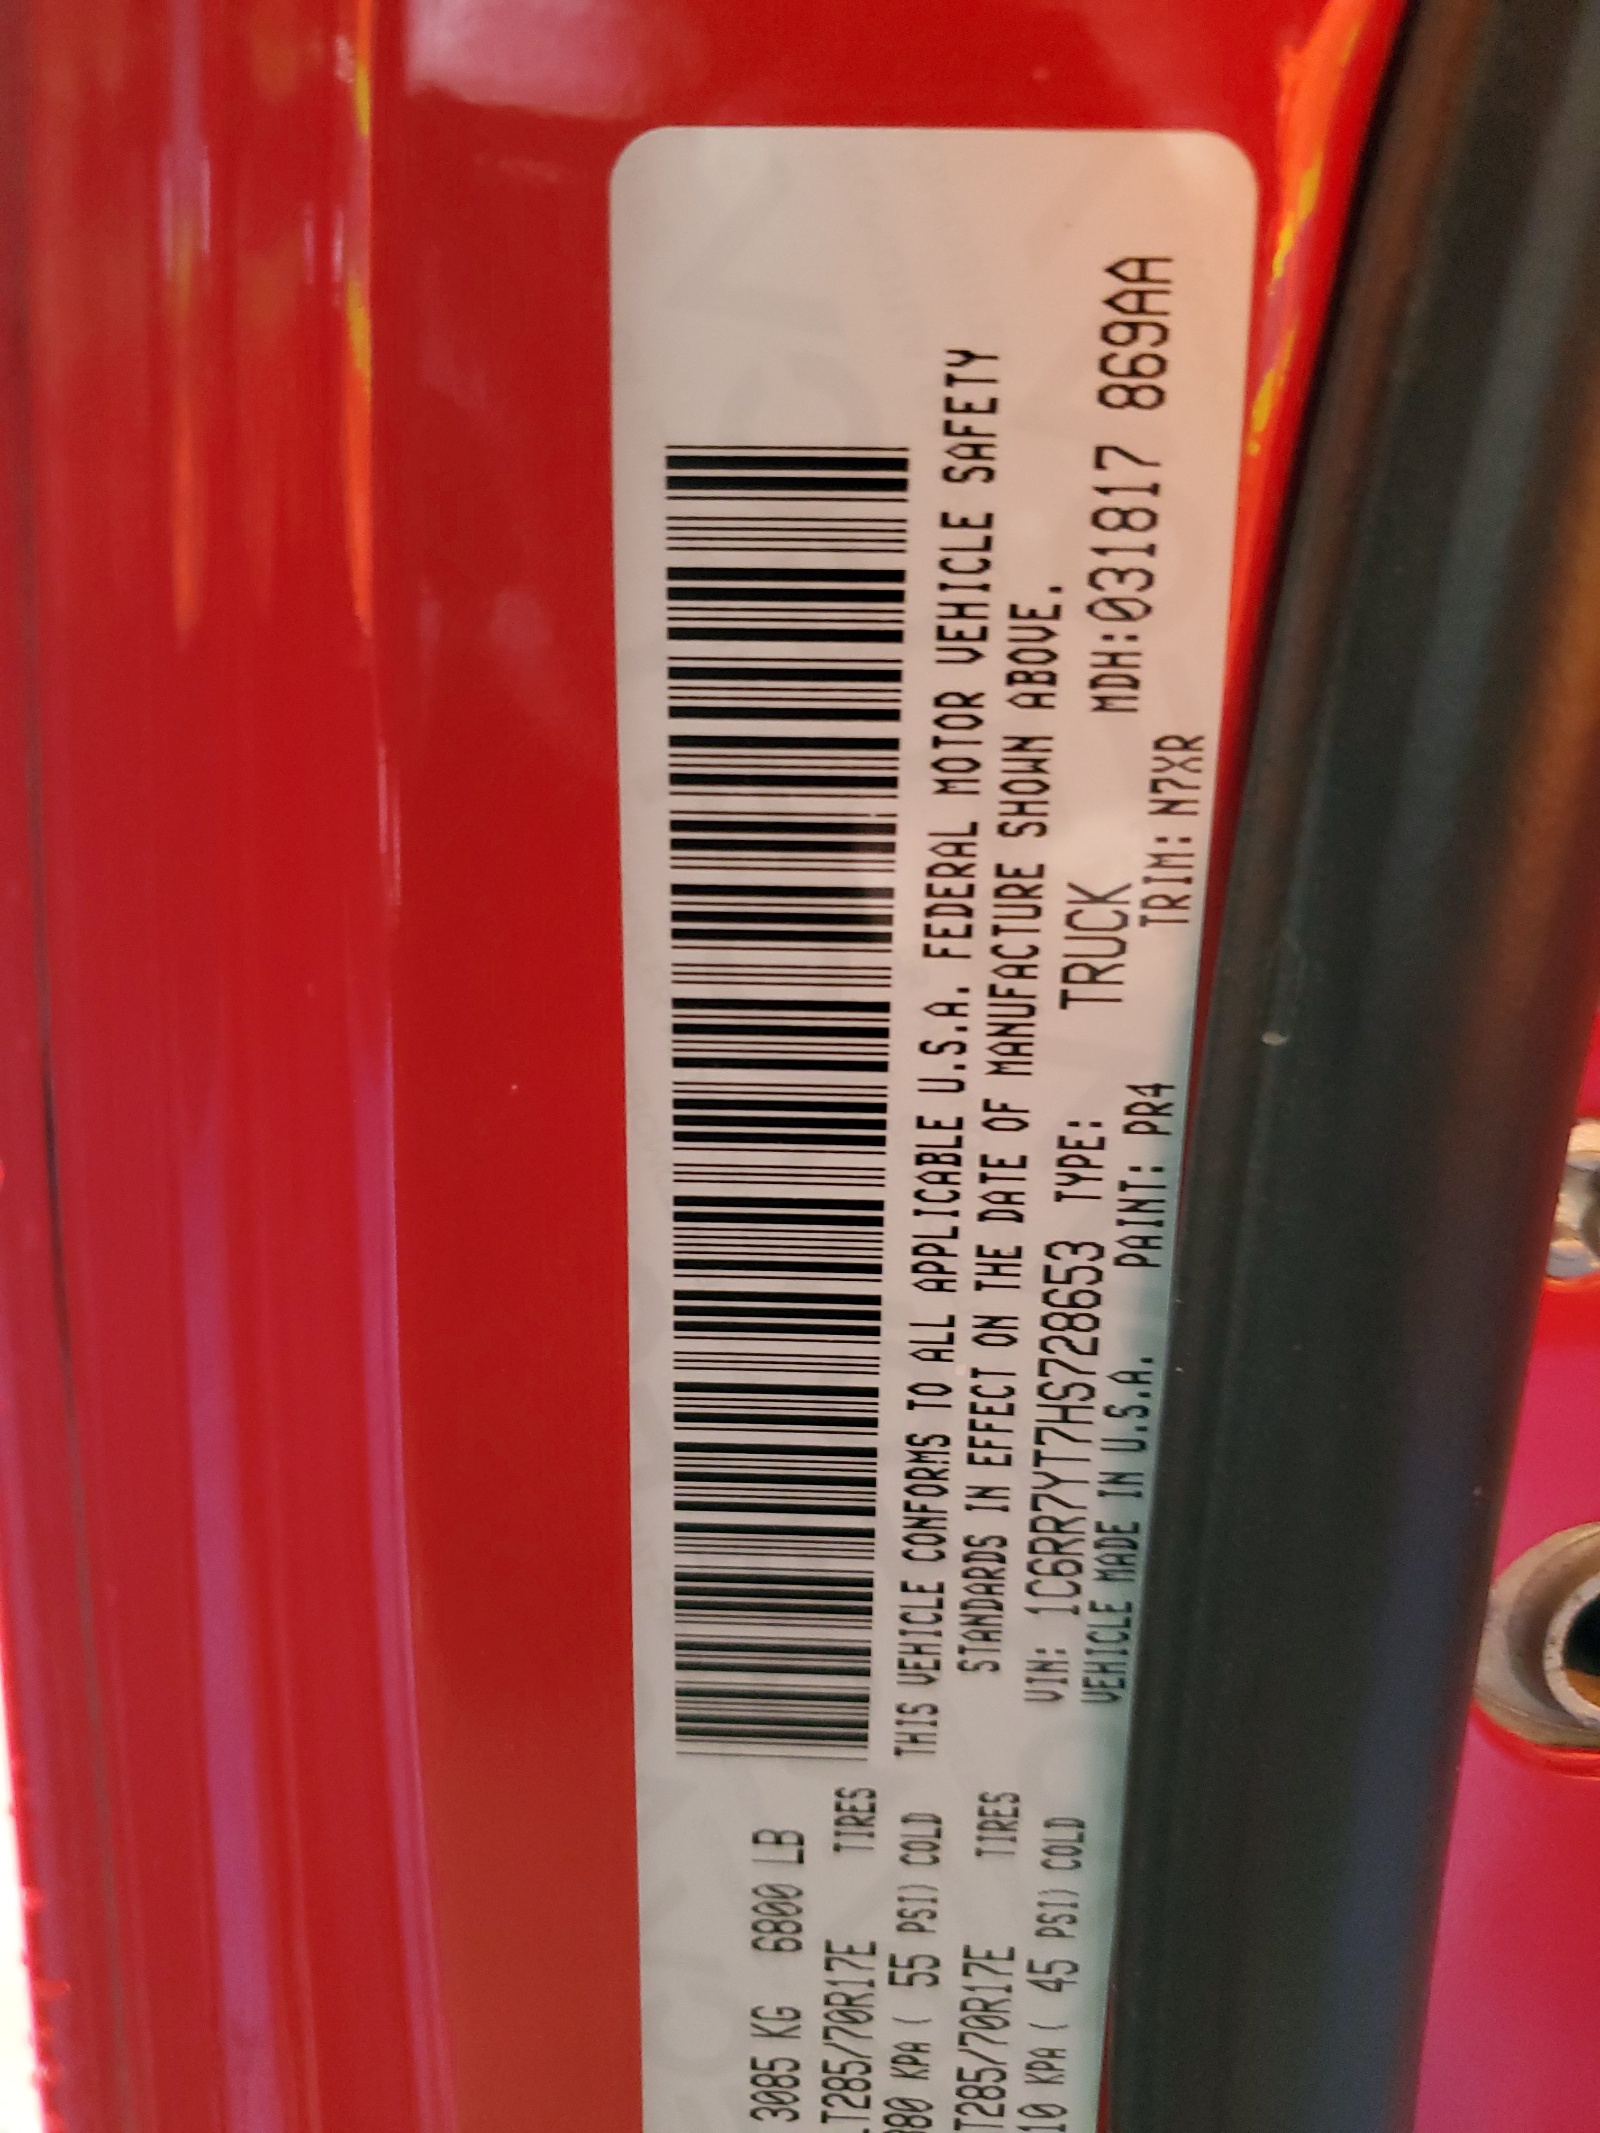 3085 KG 6800 LB
T285/70R17E TIRES
80 KPA ( 55 PSI) COLD
T285/70R17E TIRES
10 KPA ( 45 PSI) COLD
THIS VEHICLE CONFORMS TO ALL APPLICABLE U.S.A. FEDERAL MOTOR VEHICLE SAFETY
STANDARDS IN EFFECT ON THE DATE OF MANUFACTURE SHOWN ABOVE.
VIN: 1C6RR7YT7HS728653 TYPE: TRUCK MDH:031817 869AA
VEHICLE MADE IN U.S.A. PAINT: PR4 TRIM: N7XR